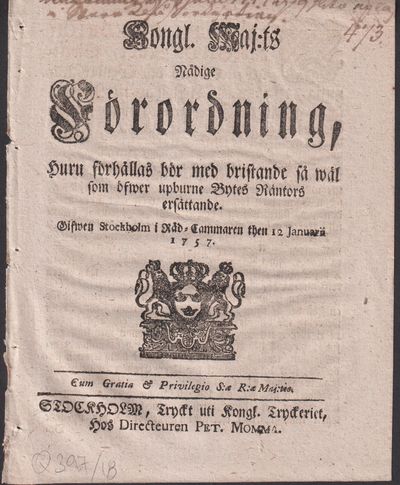 473
Kongl. Maj:ts
Nådige
Förordning,
Huru förhållas bör med bristande så wäl
som öfwer upburne Bytes Räntors
ersättande.
Gifwen Stockholm i Råd-Cammaren then 12 Januarii
1757.
Cum Gratia & Privilegio S:æ R:æ Maj:tis.
STOCKHOLM, Tryckt uti Kongl. Tryckeriet,
Hos Directeuren PET. MOMMA.